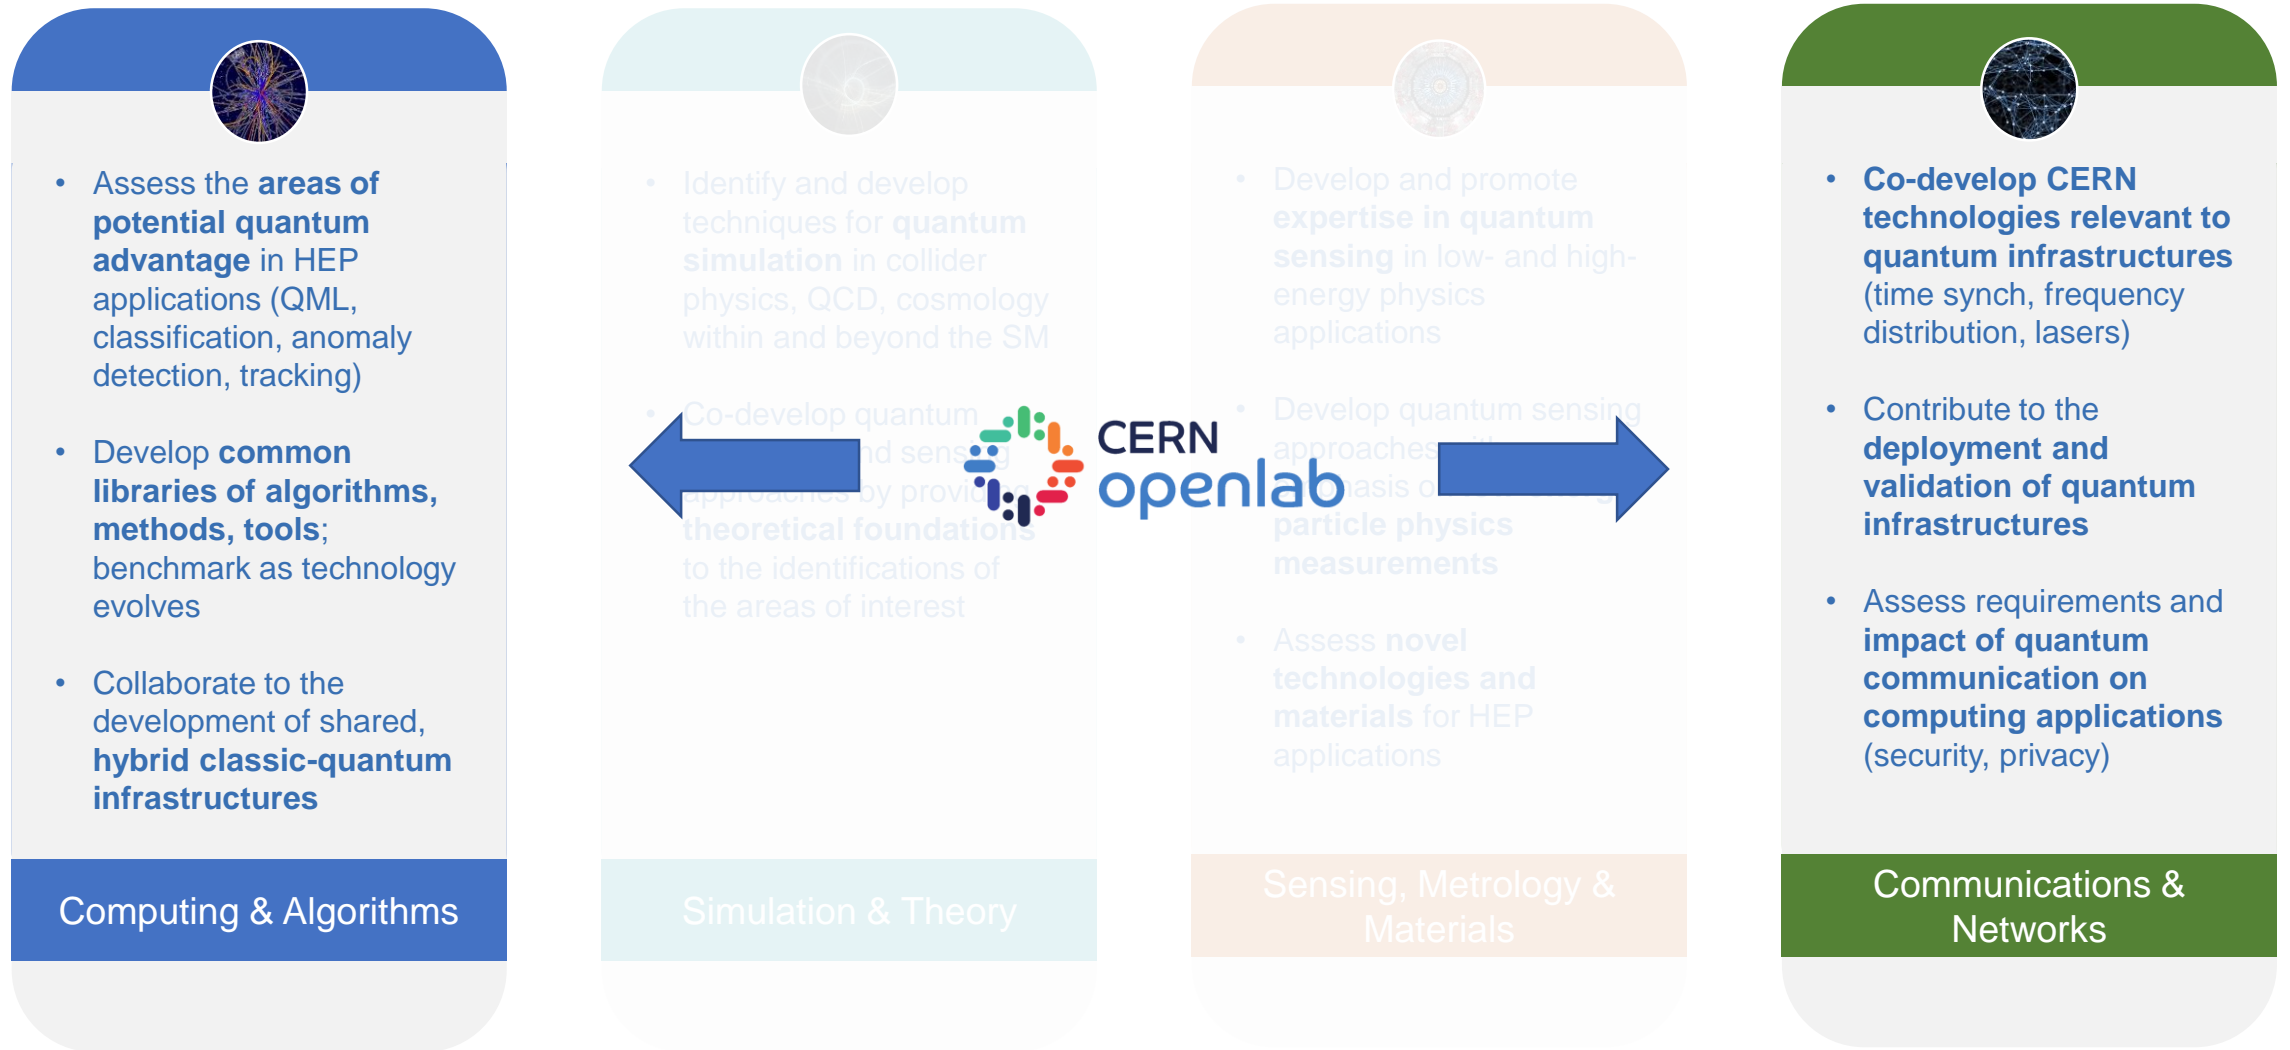 • Assess the areas of
potential quantum
advantage in HEP
applications (QML,
classification, anomaly
detection, tracking)
• Develop common
libraries of algorithms,
methods, tools;
benchmark as technology
evolves
• Collaborate to the
development of shared,
hybrid classic-quantum
infrastructures
Computing & Algorithms
• Identify and develop
techniques for quantum
simulation in collider
physics, QCD, cosmology
within and beyond the SM
• Co-develop quantum
sensing
approaches by providing
theoretical foundations
to the identifications of
the areas of interest
Simulation & Theory
CERN
openlab
• Develop and promote
expertise in quantum
sensing in low- and high-
energy physics
applications
• Develop quantum sensing
approaches
particle physics
measurements
• Assess novel
technologies and
materials for HEP
applications
Sensing, Metrology &
Materials
• Co-develop CERN
technologies relevant to
quantum infrastructures
(time synch, frequency
distribution, lasers)
• Contribute to the
deployment and
validation of quantum
infrastructures
• Assess requirements and
impact of quantum
communication on
computing applications
(security, privacy)
Communications &
Networks